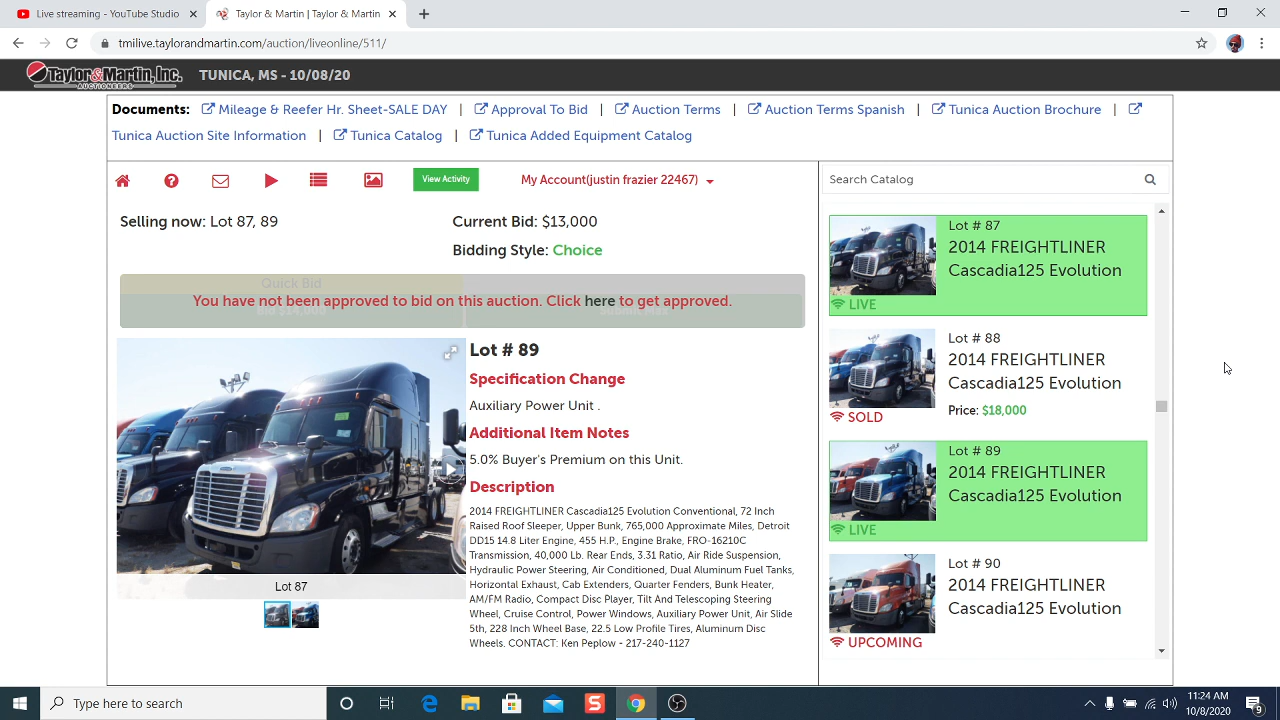 Live streaming - YouTube Studio
Taylor & Martin | Taylor & Martin
tmlive.taylorandmartin.com/auction/liveonline/511/
Taylor & Martin, Inc.
AUCTIONEERS
TUNICA, MS - 10/08/20
Documents: Mileage & Reefer Hr. Sheet-SALE DAY | Approval To Bid | Auction Terms | Auction Terms Spanish | Tunica Auction Brochure |
Tunica Auction Site Information | Tunica Catalog | Tunica Added Equipment Catalog
View Activity
My Account(justin frazier 22467)
Search Catalog
Selling now: Lot 87, 89
Current Bid: $13,000
Bidding Style: Choice
Quick Bid
You have not been approved to bid on this auction. Click here to get approved.
Bid $14,000
Submit Max
Lot # 89
Specification Change
Auxiliary Power Unit .
Additional Item Notes
5.0% Buyer's Premium on this Unit.
Description
2014 FREIGHTLINER Cascadia125 Evolution Conventional, 72 Inch
Raised Roof Sleeper, Upper Bunk, 765,000 Approximate Miles, Detroit
DD15 14.8 Liter Engine, 455 H.P., Engine Brake, FRO-16210C
Transmission, 40,000 Lb. Rear Ends, 3.31 Ratio, Air Ride Suspension,
Hydraulic Power Steering, Air Conditioned, Dual Aluminum Fuel Tanks,
Horizontal Exhaust, Cab Extenders, Quarter Fenders, Bunk Heater,
AM/FM Radio, Compact Disc Player, Tilt And Telescoping Steering
Wheel, Cruise Control, Power Windows, Auxiliary Power Unit, Air Slide
5th, 228 Inch Wheel Base, 22.5 Low Profile Tires, Aluminum Disc
Wheels. CONTACT: Ken Peplow - 217-240-1127
Lot 87
Lot # 87
2014 FREIGHTLINER
Cascadia125 Evolution
LIVE
Lot # 88
2014 FREIGHTLINER
Cascadia125 Evolution
Price: $18,000
SOLD
Lot # 89
2014 FREIGHTLINER
Cascadia125 Evolution
LIVE
Lot # 90
2014 FREIGHTLINER
Cascadia125 Evolution
UPCOMING
Type here to search
11:24 AM
10/8/2020
9